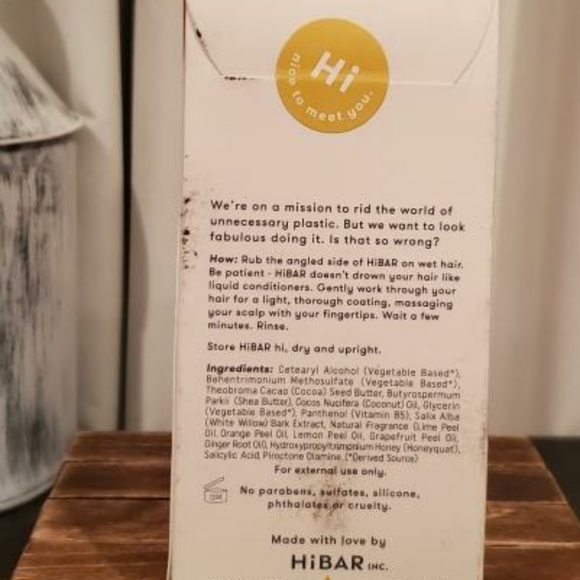 Hi
nice to meet you.
We're on a mission to rid the world of
unnecessary plastic. But we want to look
fabulous doing it. Is that so wrong?
How: Rub the angled side of HiBAR on wet hair.
Be patient - HiBAR doesn't drown your hair like
liquid conditioners. Gently work through your
hair for a light, thorough coating, massaging
your scalp with your fingertips. Wait a few
minutes. Rinse.
Store HiBAR hi, dry and upright.
Ingredients: Cetearyl Alcohol (Vegetable Based*),
Behentrimonium Methosulfate (Vegetable Based*),
Theobroma Cacao (Cocoa) Seed Butter, Butyrospermum
Parkii (Shea Butter), Cocos Nucifera (Coconut) Oil, Glycerin
(Vegetable Based*), Panthenol (Vitamin B5), Salix Alba
(White Willow) Bark Extract, Natural Fragrance (Lime Peel
Oil, Orange Peel Oil, Lemon Peel Oil, Grapefruit Peel Oil,
Ginger Root Oil), Hydroxypropyltrimonium Honey (Honeyquat),
Salicylic Acid, Piroctone Olamine. (*Derived Source)
For external use only.
12M
No parabens, sulfates, silicone,
phthalates or cruelty.
Made with love by
HiBAR INC.